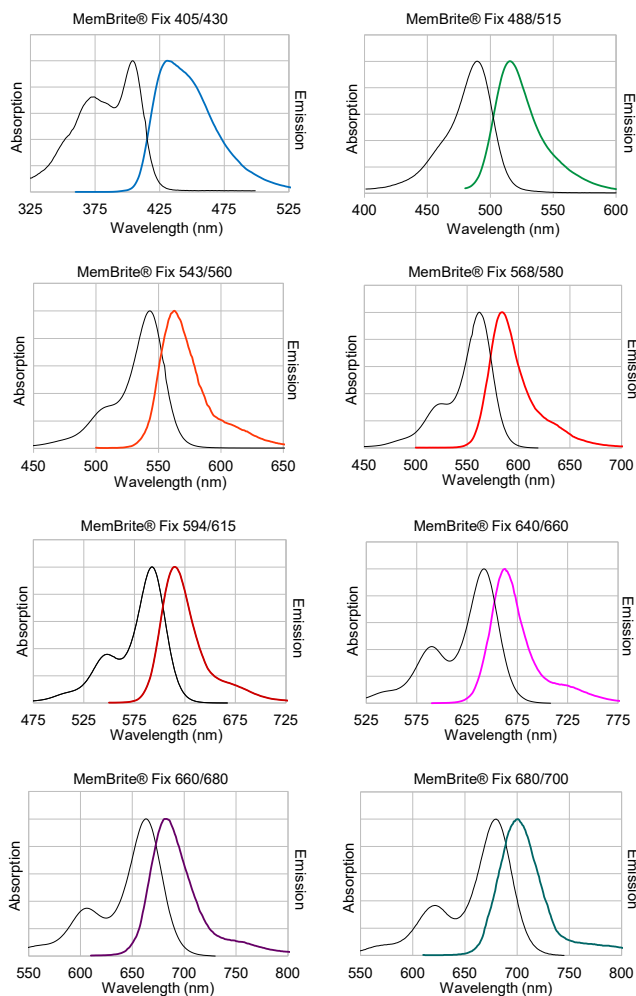 MemBrite® Fix 405/430
Absorption
Emission
325 375 425 475 525
Wavelength (nm)
MemBrite® Fix 488/515
Absorption
Emission
400 450 500 550 600
Wavelength (nm)
MemBrite® Fix 543/560
Absorption
Emission
450 500 550 600 650
Wavelength (nm)
MemBrite® Fix 568/580
Absorption
Emission
450 500 550 600 650 700
Wavelength (nm)
MemBrite® Fix 594/615
Absorption
Emission
475 525 575 625 675 725
Wavelength (nm)
MemBrite® Fix 640/660
Absorption
Emission
525 575 625 675 725 775
Wavelength (nm)
MemBrite® Fix 660/680
Absorption
Emission
550 600 650 700 750 800
Wavelength (nm)
MemBrite® Fix 680/700
Absorption
Emission
550 600 650 700 750 800
Wavelength (nm)